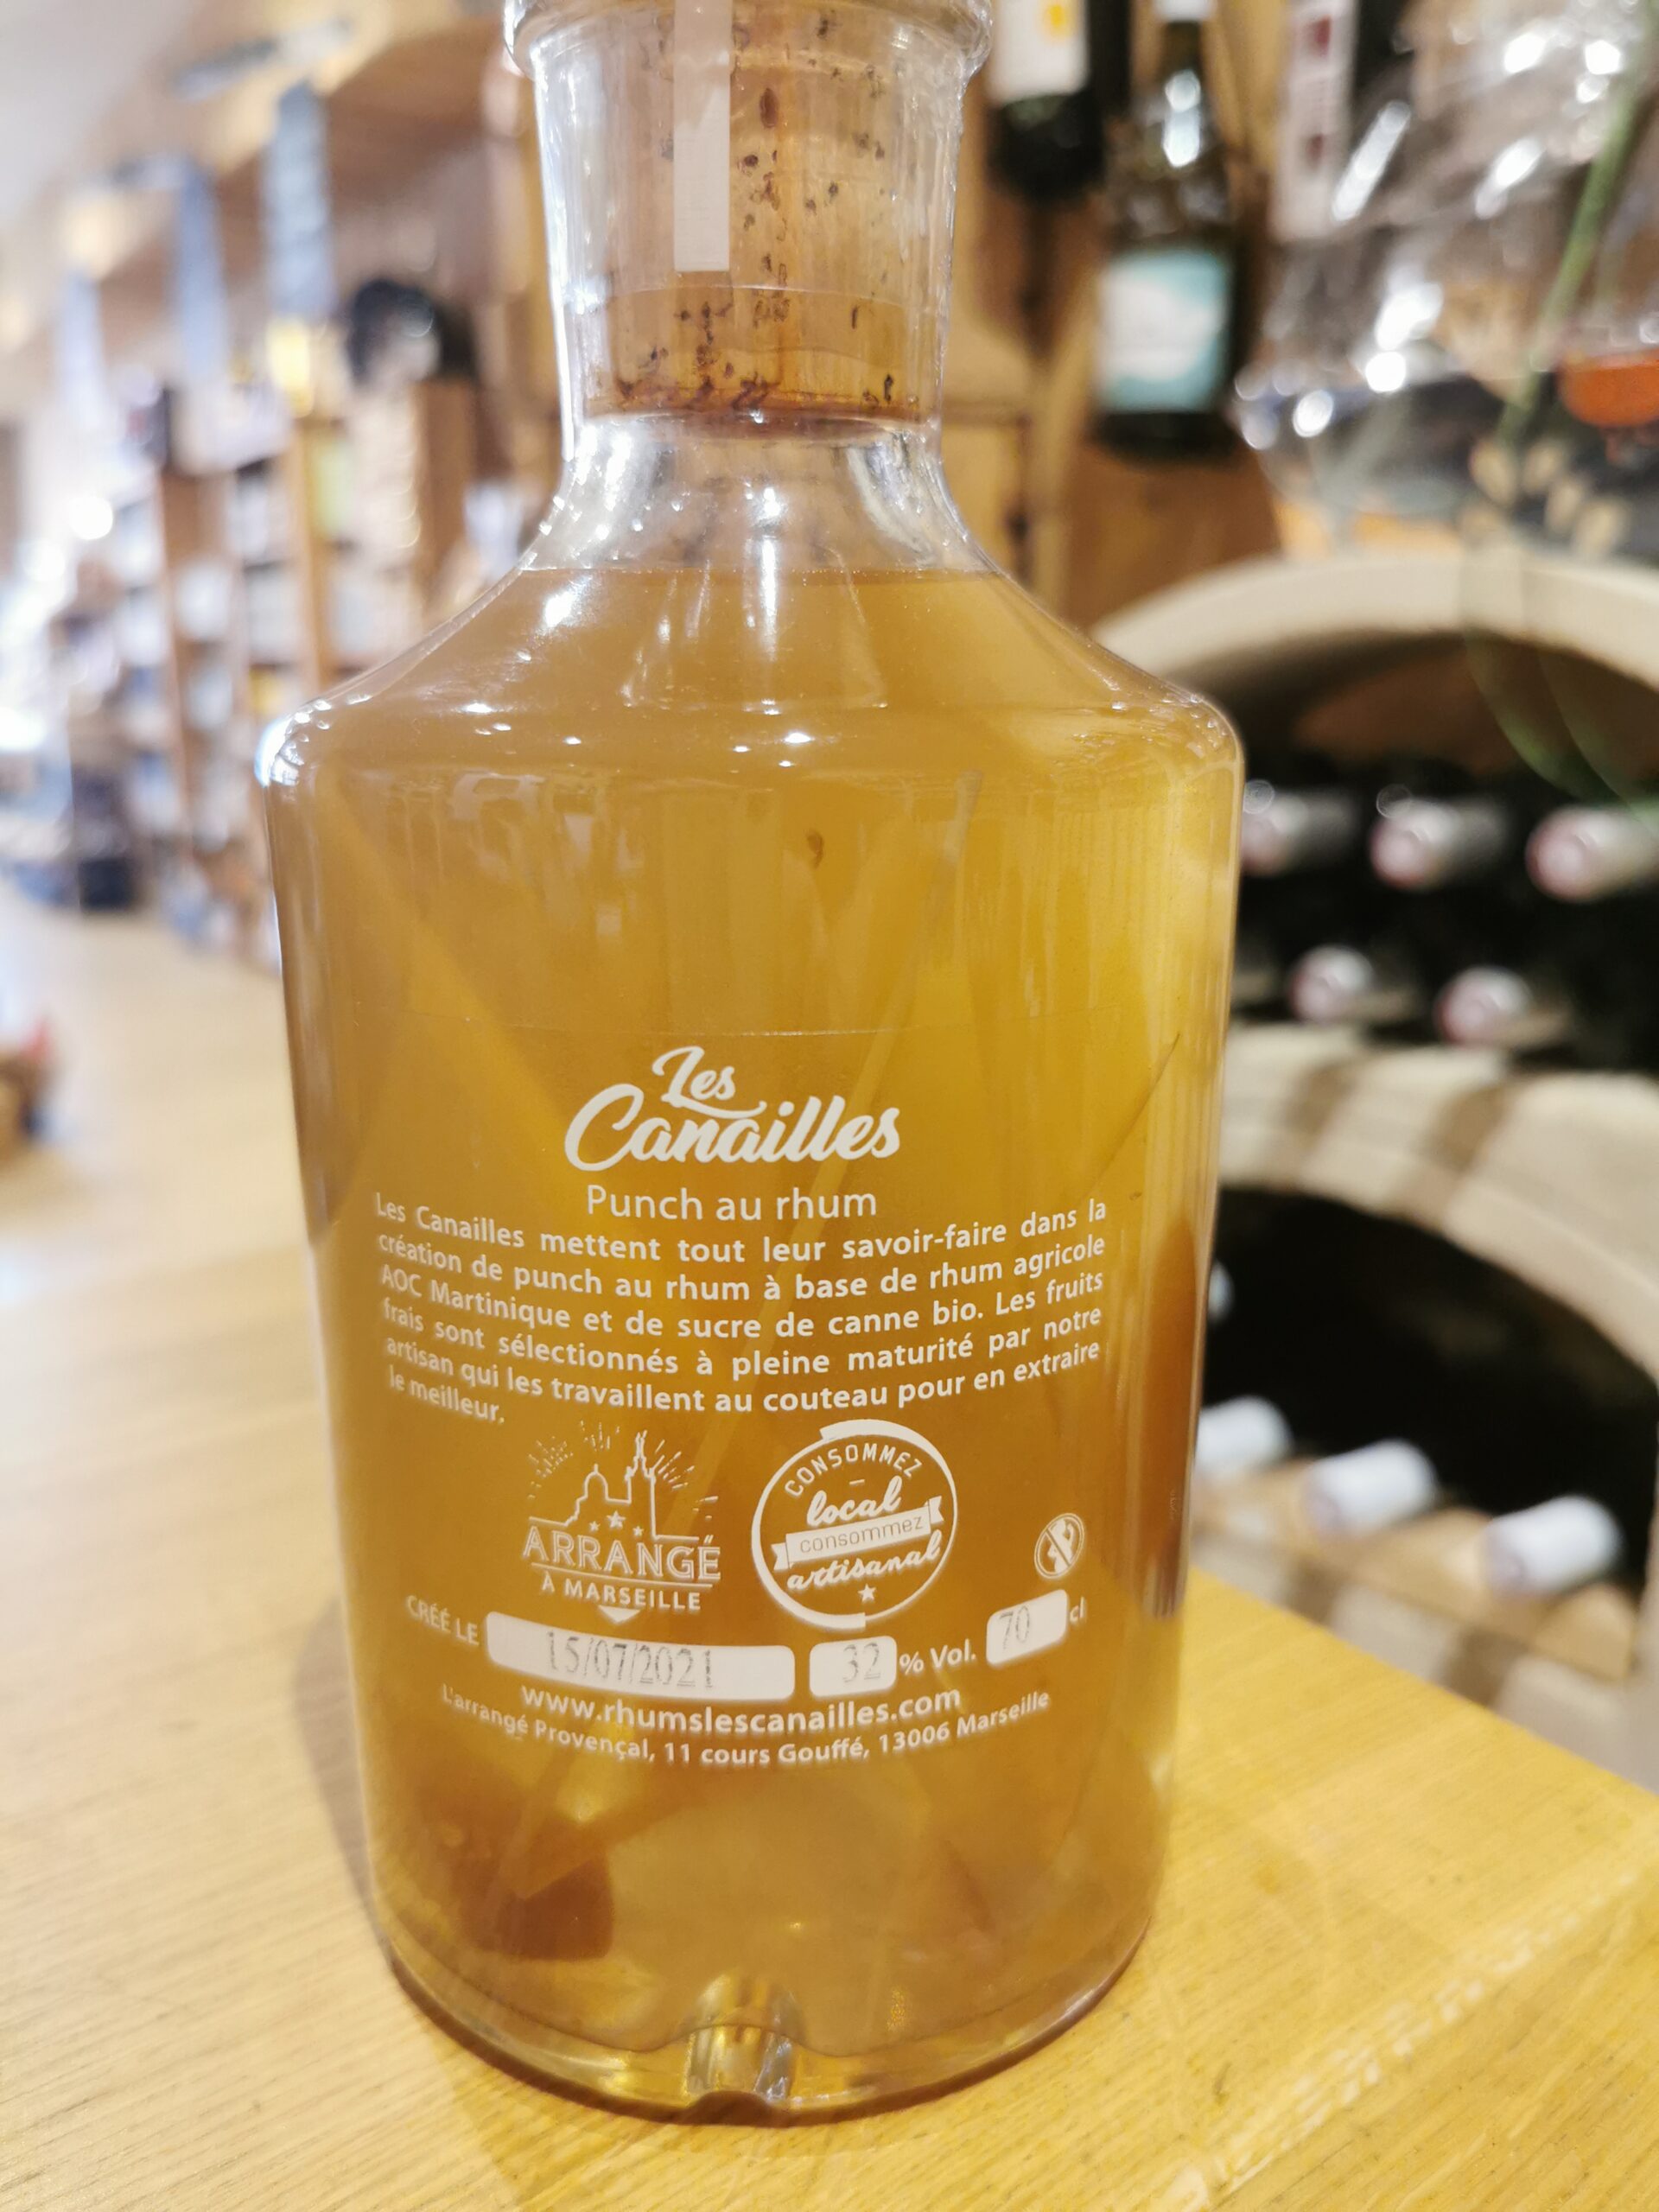 Les
Canailles
Punch au rhum
Les Canailles mettent tout leur savoir-faire dans la
création de punch au rhum à base de rhum agricole
AOC Martinique et de sucre de canne bio. Les fruits
frais sont sélectionnés à pleine maturité par notre
artisan qui les travaillent au couteau pour en extraire
le meilleur.
ARRANGÉ
À MARSEILLE
CONSOMMEZ
local
consommez
artisanal
CRÉÉ LE 15/07/2021 32 % Vol. 70 cl
www.rhumslescanailles.com
L'arrangé Provençal, 11 cours Gouffé, 13006 Marseille